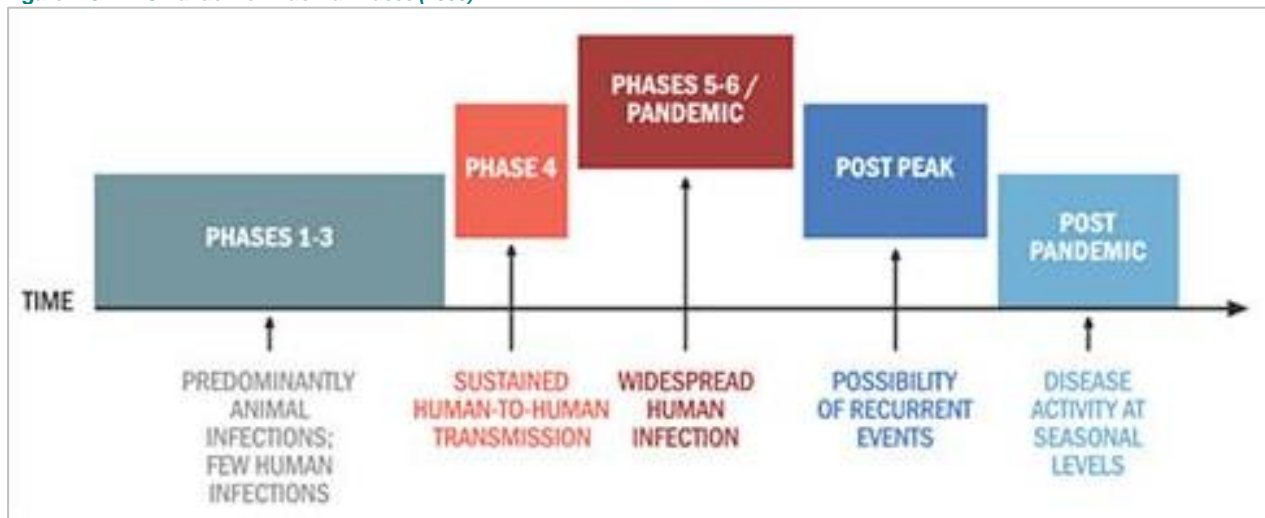 PHASES 5-6 /
PANDEMIC
PHASE 4
POST PEAK
PHASES 1-3
POST
PANDEMIC
TIME
PREDOMINANTLY
ANIMAL
INFECTIONS;
FEW HUMAN
INFECTIONS
SUSTAINED
HUMAN-TO-HUMAN
TRANSMISSION
WIDESPREAD
HUMAN
INFECTION
POSSIBILITY
OF RECURRENT
EVENTS
DISEASE
ACTIVITY AT
SEASONAL
LEVELS